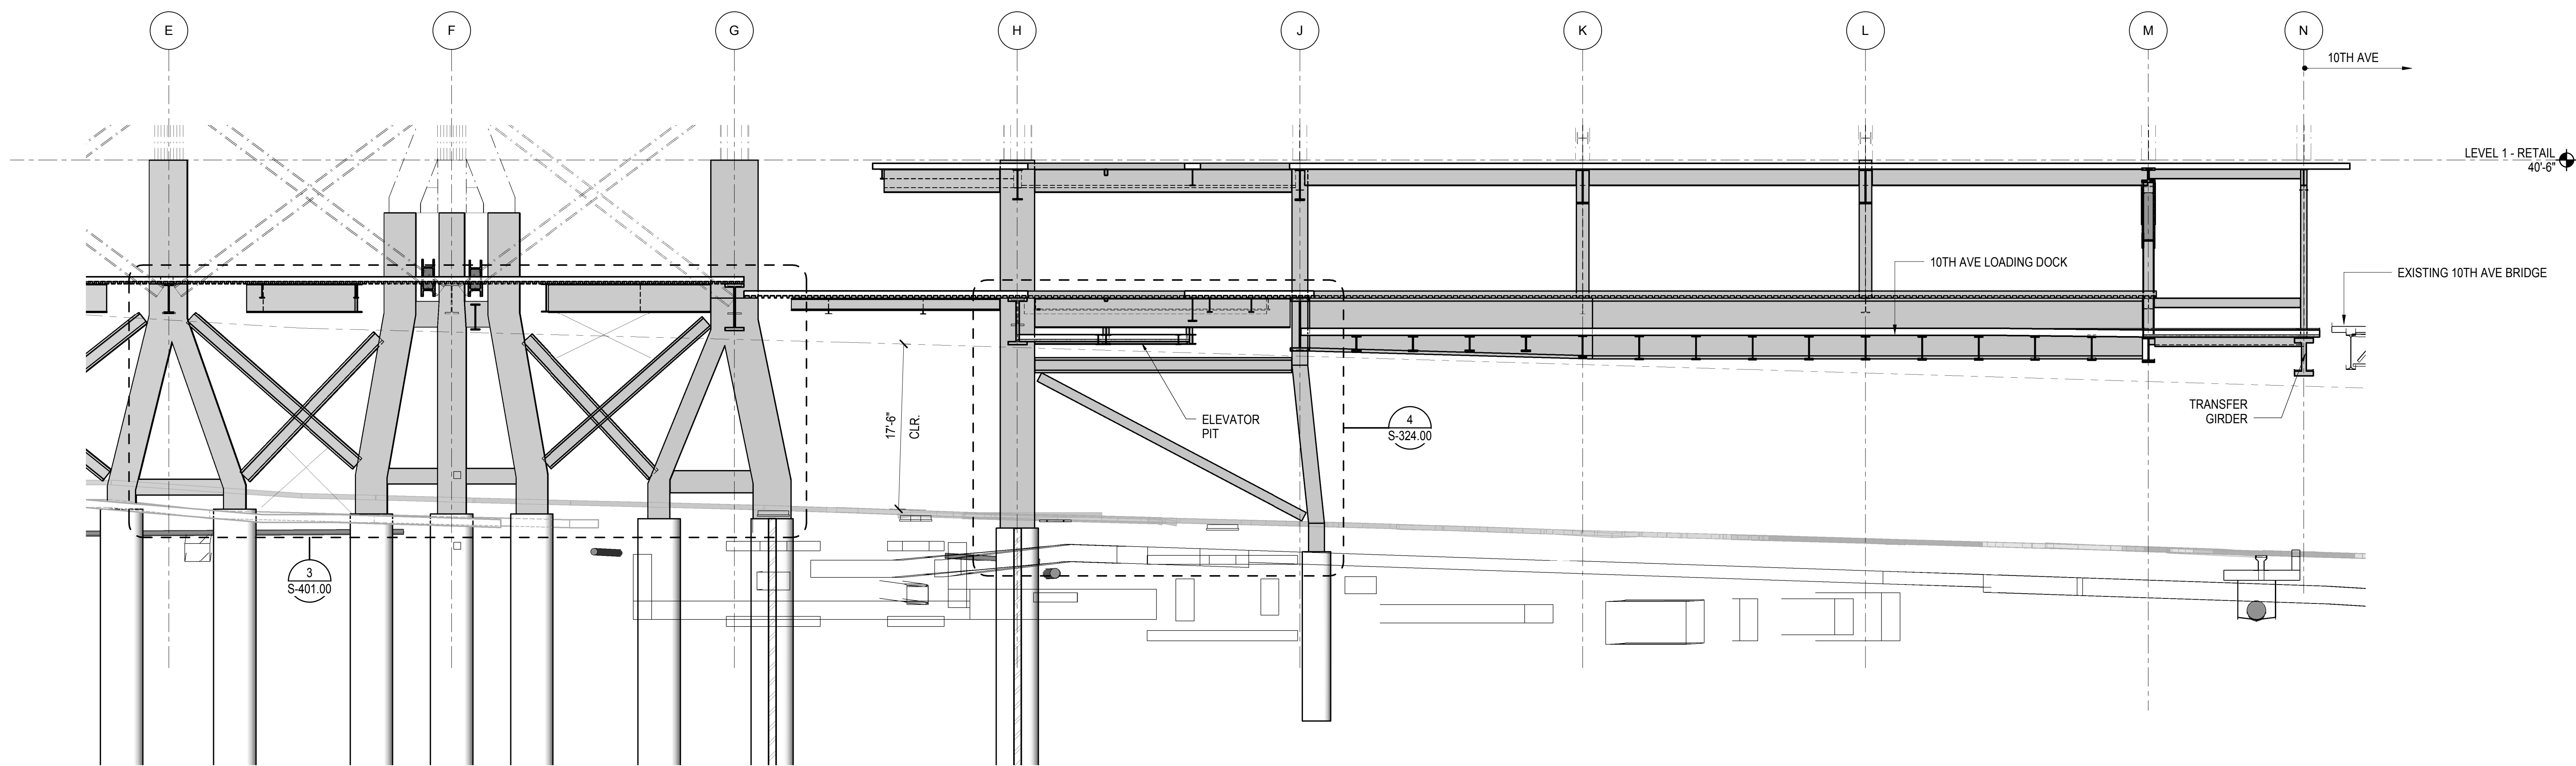 E
F
G
H
J
K
L
M
N
10TH AVE
LEVEL 1 - RETAIL
40'-6"
10TH AVE LOADING DOCK
EXISTING 10TH AVE BRIDGE
17'-6"
CLR.
ELEVATOR
PIT
4
S-324.00
TRANSFER
GIRDER
3
S-401.00